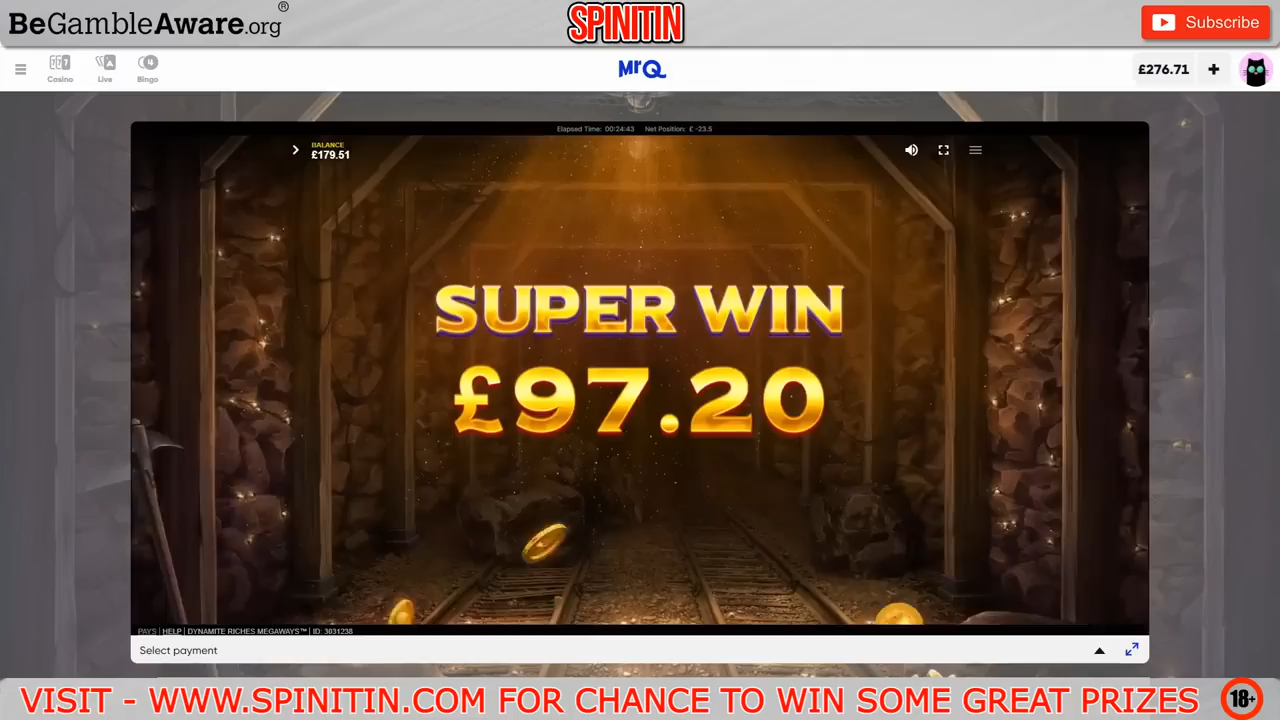 BeGambleAware.org®
SPINITIN
Subscribe
Casino
Live
Bingo
MrQ
£276.71
Elapsed Time: 00:24:43 Net Position: £ -23.5
BALANCE
£179.51
SUPER WIN
£97.20
PAYS | HELP | DYNAMITE RICHES MEGAWAYS™ | ID: 3031238
Select payment
VISIT - WWW.SPINITIN.COM FOR CHANCE TO WIN SOME GREAT PRIZES
18+